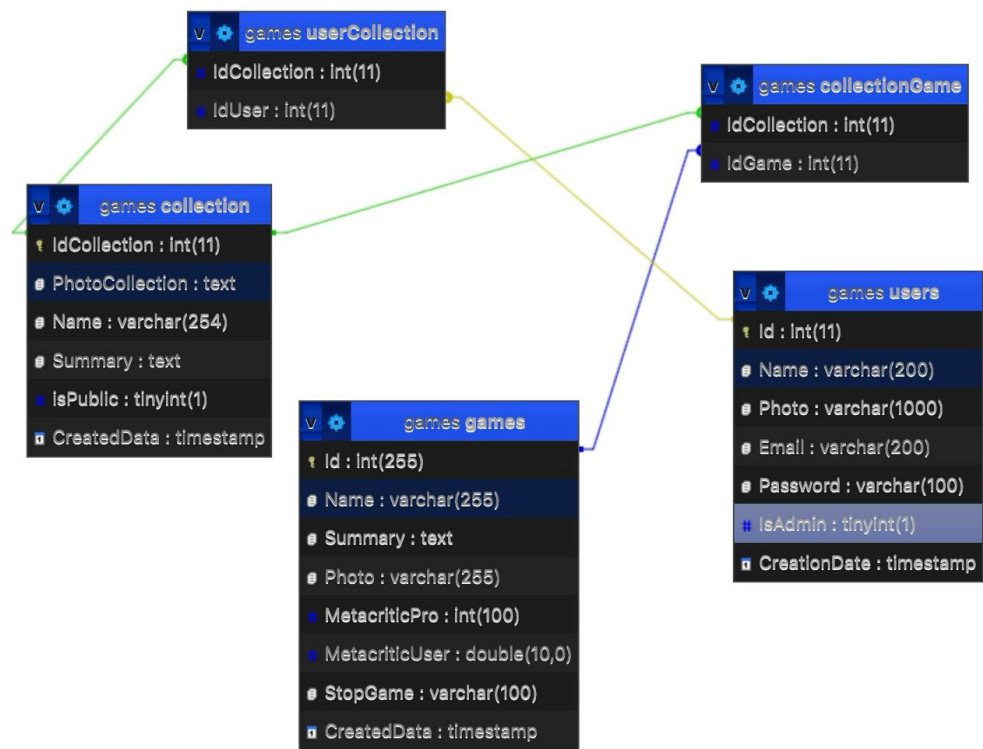 v games userCollection
IdCollection : int(11)
IdUser : int(11)
v games collectionGame
IdCollection : int(11)
IdGame : int(11)
v games collection
IdCollection : int(11)
PhotoCollection : text
Name : varchar(254)
Summary : text
isPublic : tinyint(1)
CreatedData : timestamp
v games users
Id : int(11)
Name : varchar(200)
Photo : varchar(1000)
Email : varchar(200)
Password : varchar(100)
# IsAdmin : tinyint(1)
CreationDate : timestamp
v games games
Id : int(255)
Name : varchar(255)
Summary : text
Photo : varchar(255)
# MetacriticPro : int(100)
# MetacriticUser : double(10,0)
StopGame : varchar(100)
CreatedData : timestamp